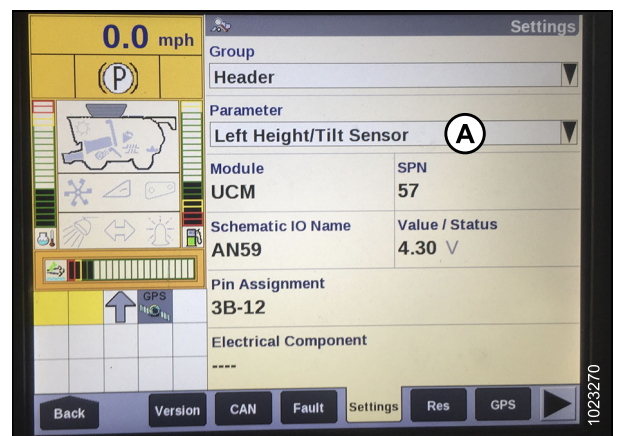 0.0 mph
(P)
GPS
Settings
Group
Header
Parameter
Left Height/Tilt Sensor
A
Module
UCM
SPN
57
Schematic IO Name
AN59
Value / Status
4.30 V
Pin Assignment
3B-12
Electrical Component
----
Back
Version
CAN
Fault
Settings
Res
GPS
1023270